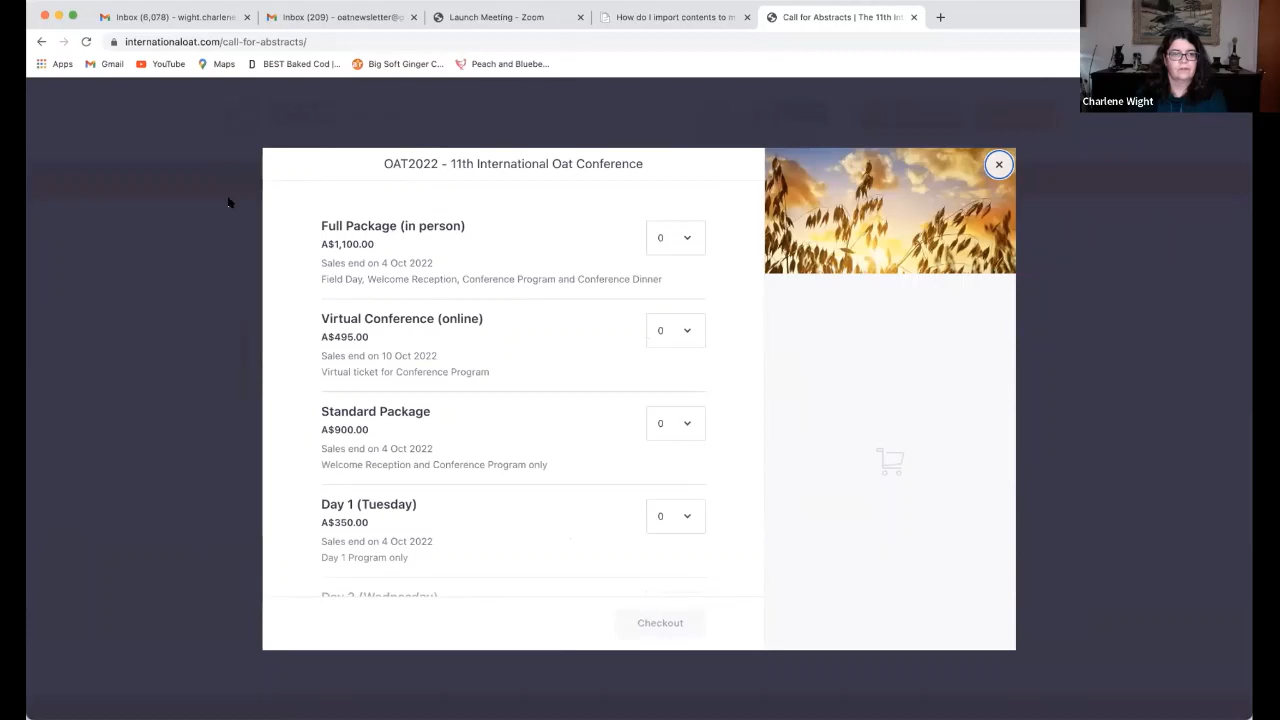 Inbox (6,078) - wight.charlene
Inbox (209) - oatnewsletter@g
Launch Meeting - Zoom
How do I import contents to m
Call for Abstracts | The 11th Int
internationaloat.com/call-for-abstracts/
Apps
Gmail
YouTube
Maps
BEST Baked Cod |...
Big Soft Ginger C...
Peach and Bluebe...
Charlene Wight
OAT2022 - 11th International Oat Conference
Full Package (in person)
0
A$1,100.00
Sales end on 4 Oct 2022
Field Day, Welcome Reception, Conference Program and Conference Dinner
Virtual Conference (online)
0
A$495.00
Sales end on 10 Oct 2022
Virtual ticket for Conference Program
Standard Package
0
A$900.00
Sales end on 4 Oct 2022
Welcome Reception and Conference Program only
Day 1 (Tuesday)
0
A$350.00
Sales end on 4 Oct 2022
Day 1 Program only
Day 2 (Wednesday)
Checkout